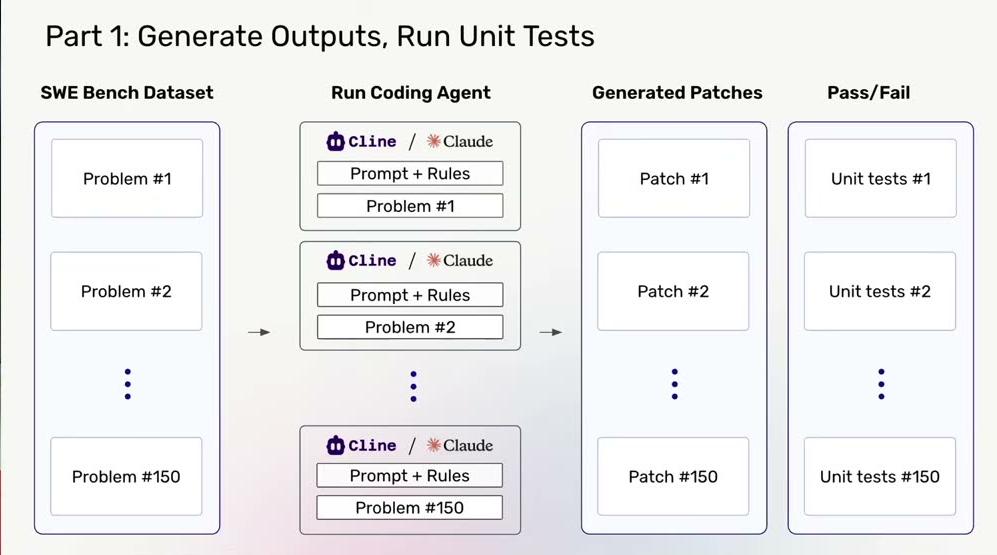 Part 1: Generate Outputs, Run Unit Tests
SWE Bench Dataset
Problem #1
Problem #2
Problem #150
Run Coding Agent
Cline / Claude
Prompt + Rules
Problem #1
Cline / Claude
Prompt + Rules
Problem #2
Cline / Claude
Prompt + Rules
Problem #150
Generated Patches
Patch #1
Patch #2
Patch #150
Pass/Fail
Unit tests #1
Unit tests #2
Unit tests #150